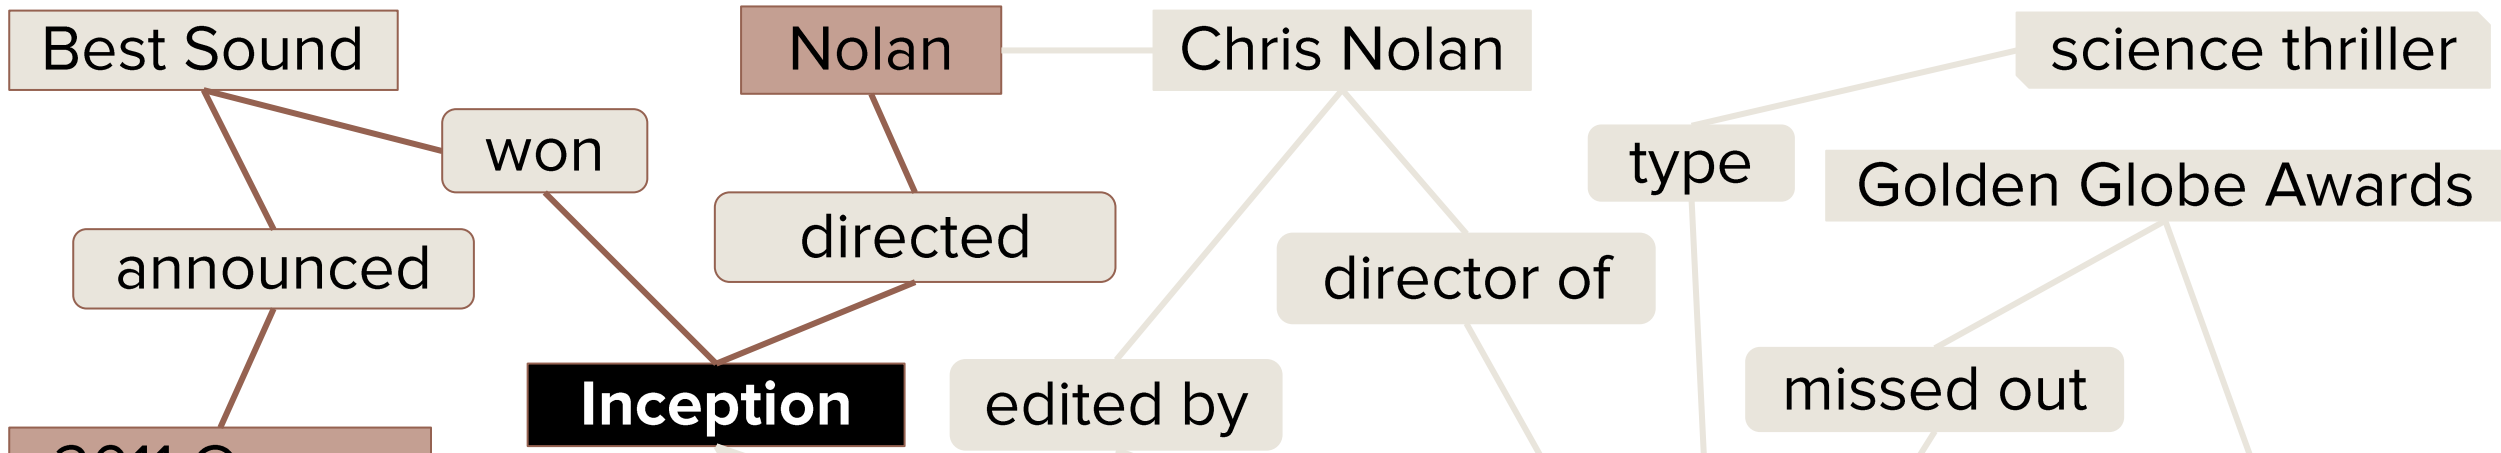 Best Sound
Nolan
Chris Nolan
science thriller
won
type
Golden Globe Awards
directed
announced
director of
Inception
edited by
missed out